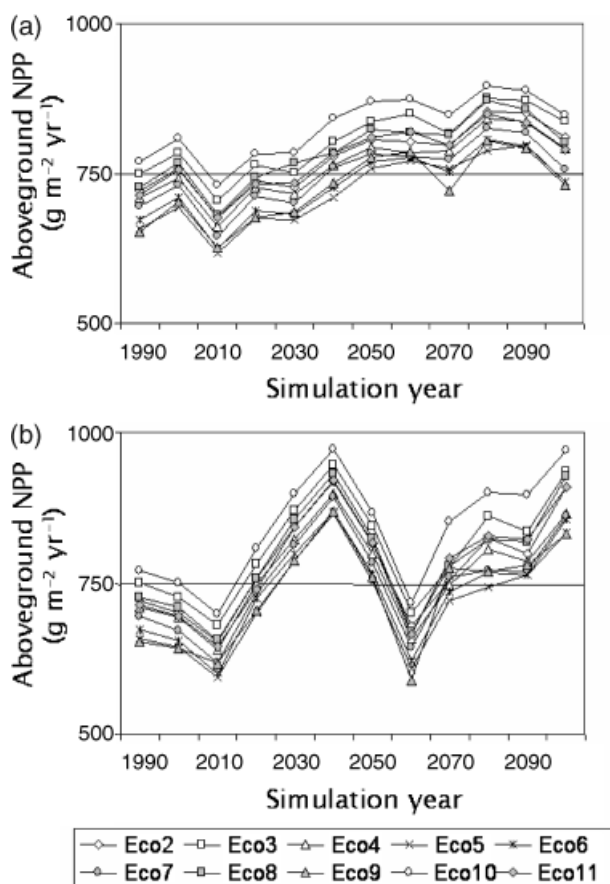 (a)
1000
750
500
Aboveground NPP
(g m⁻² yr⁻¹)
1990 2010 2030 2050 2070 2090
Simulation year
(b)
1000
750
500
Aboveground NPP
(g m⁻² yr⁻¹)
1990 2010 2030 2050 2070 2090
Simulation year
Eco2 Eco3 Eco4 Eco5 Eco6
Eco7 Eco8 Eco9 Eco10 Eco11